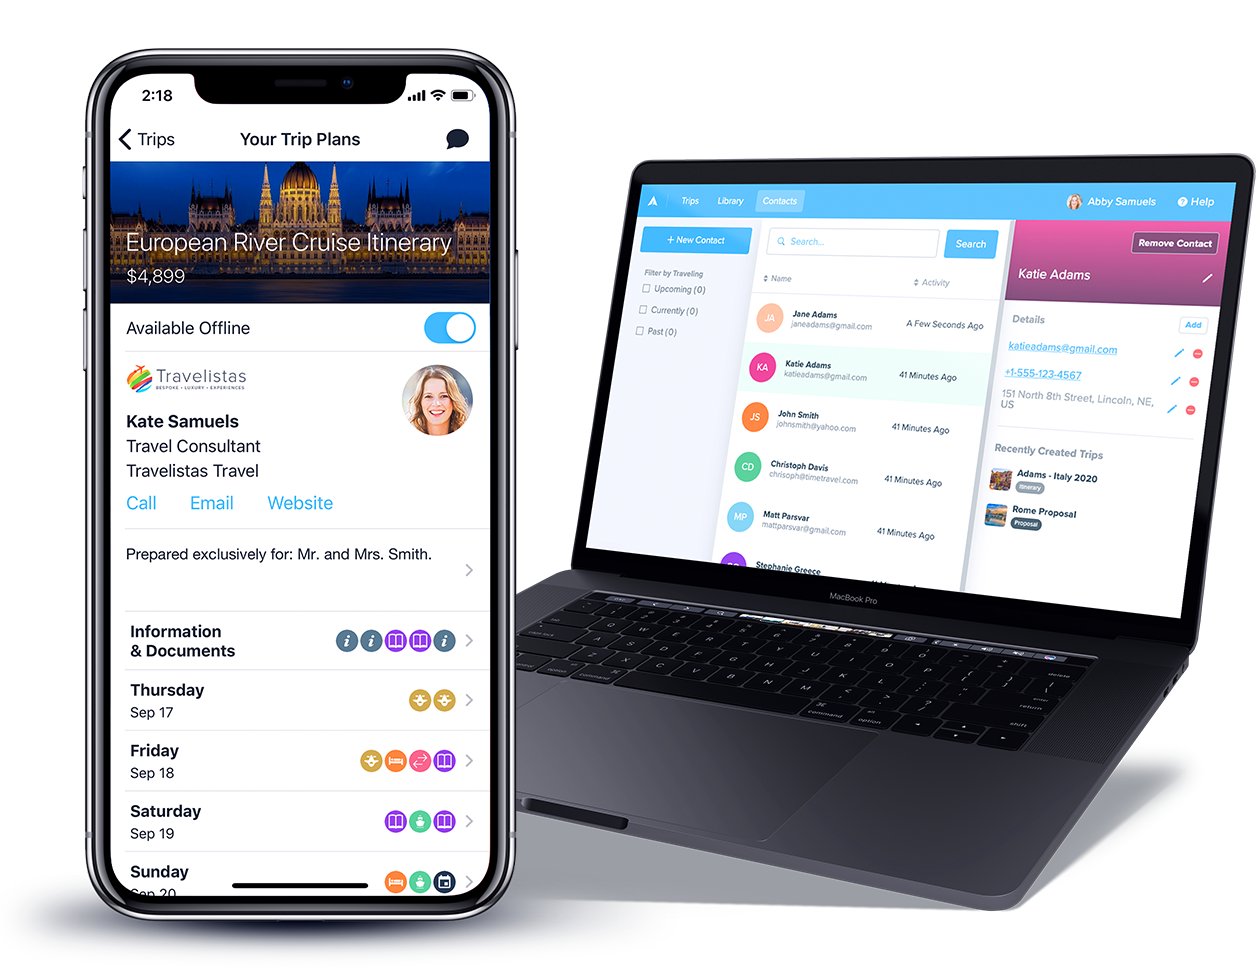 2:18
Trips
Your Trip Plans
European River Cruise Itinerary
$4,899
Available Offline
Travelistas
BESPOKE • LUXURY • EXPERIENCES
Kate Samuels
Travel Consultant
Travelistas Travel
Call Email Website
Prepared exclusively for: Mr. and Mrs. Smith.
Information
& Documents
Thursday
Sep 17
Friday
Sep 18
Saturday
Sep 19
Sunday
Sep 20
Trips Library Contacts
Abby Samuels
Help
+ New Contact
Filter by Traveling
Upcoming (0)
Currently (0)
Past (0)
Search...
Search
Name
Activity
JA
Jane Adams
janeadams@gmail.com
A Few Seconds Ago
KA
Katie Adams
katieadams@gmail.com
41 Minutes Ago
JS
John Smith
johnsmith@yahoo.com
41 Minutes Ago
CD
Christoph Davis
chrisoph@timetravel.com
41 Minutes Ago
MP
Matt Parsvar
mattparsvar@gmail.com
41 Minutes Ago
Stephanie Greece
Remove Contact
Katie Adams
Details
Add
katieadams@gmail.com
+1-555-123-4567
151 North 8th Street, Lincoln, NE,
US
Recently Created Trips
Adams - Italy 2020
Itinerary
Rome Proposal
Proposal
MacBook Pro